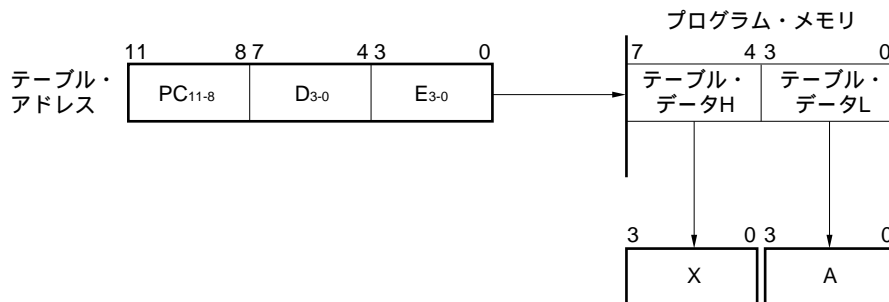 プログラム・メモリ
11 8 7 4 3 0
7 4 3 0
テーブル・
アドレス
PC11-8
D3-0
E3-0
テーブル・
データH
テーブル・
データL
3 0 3 0
X
A